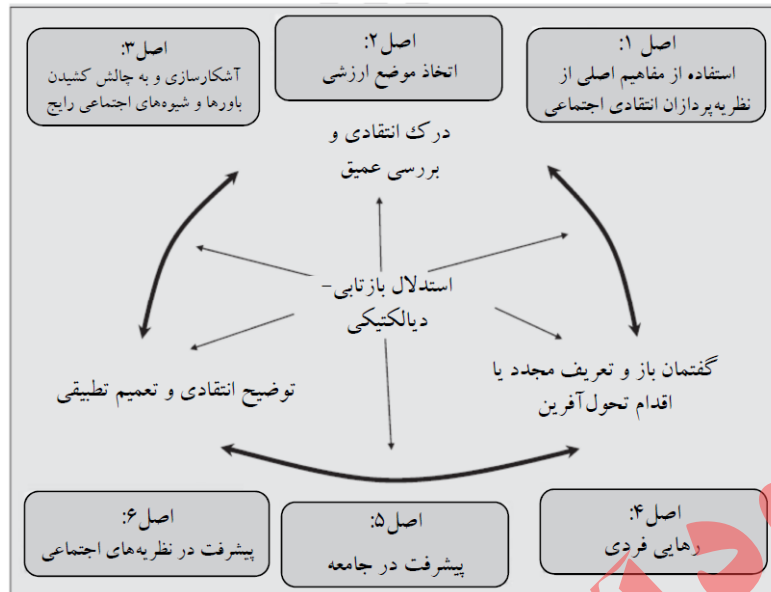 اصل ۱:
استفاده از مفاهیم اصلی از
نظریه‌پردازان انتقادی اجتماعی
اصل ۲:
اتخاذ موضع ارزشی
اصل ۳:
آشکارسازی و به چالش کشیدن
باورها و شیوه‌های اجتماعی رایج
درک انتقادی و
بررسی عمیق
استدلال بازتابی-
دیالکتیکی
گفتمان باز و تعریف مجدد یا
اقدام تحول‌آفرین
توضیح انتقادی و تعمیم تطبیقی
اصل ۴:
رهایی فردی
اصل ۵:
پیشرفت در جامعه
اصل ۶:
پیشرفت در نظریه‌های اجتماعی